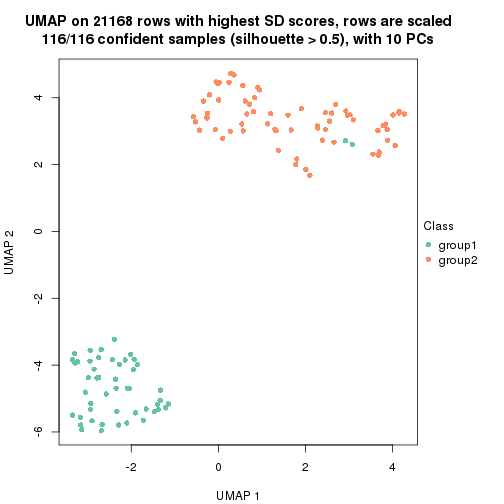 UMAP on 21168 rows with highest SD scores, rows are scaled
116/116 confident samples (silhouette > 0.5), with 10 PCs
4
2
0
-2
-4
-6
UMAP 2
-2
0
2
4
UMAP 1
Class
group1
group2